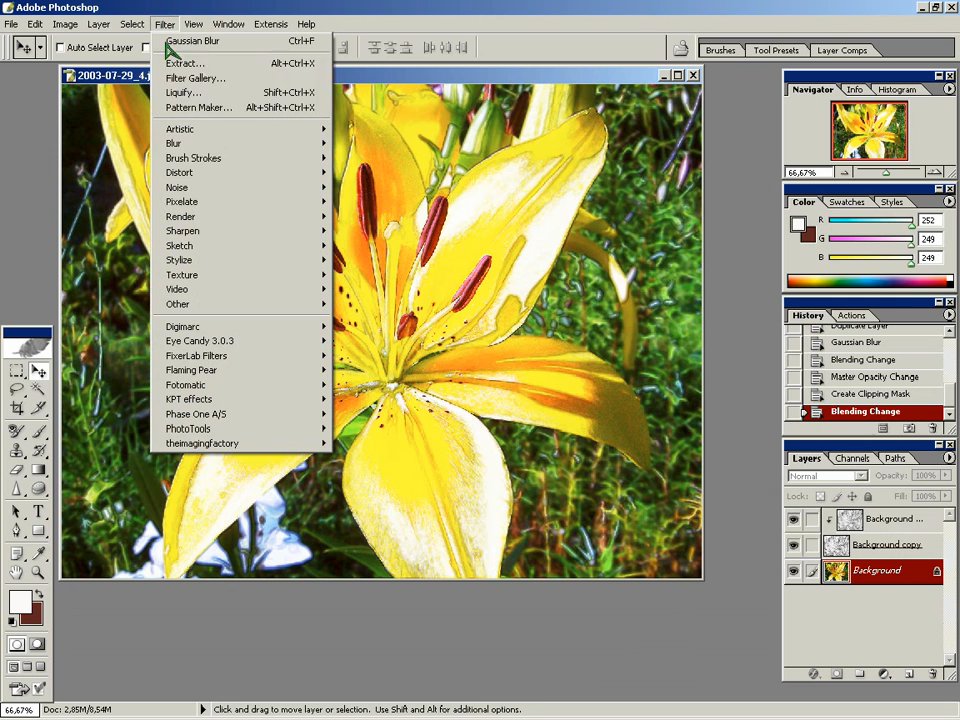 Adobe Photoshop
File Edit Image Layer Select Filter View Window Extensis Help
Auto Select Layer
Brushes Tool Presets Layer Comps
2003-07-29_4.j
Gaussian Blur Ctrl+F
Extract... Alt+Ctrl+X
Filter Gallery...
Liquify... Shift+Ctrl+X
Pattern Maker... Alt+Shift+Ctrl+X
Artistic
Blur
Brush Strokes
Distort
Noise
Pixelate
Render
Sharpen
Sketch
Stylize
Texture
Video
Other
Digimarc
Eye Candy 3.0.3
FixerLab Filters
Flaming Pear
Fotomatic
KPT effects
Phase One A/S
PhotoTools
theimagingfactory
Navigator Info Histogram
66,67%
Color Swatches Styles
R 252
G 249
B 249
History Actions
Duplicate Layer
Gaussian Blur
Blending Change
Master Opacity Change
Create Clipping Mask
Blending Change
Layers Channels Paths
Normal Opacity: 100%
Lock: Fill: 100%
Background ...
Background copy
Background
T
66,67% Doc: 2,85M/8,54M Click and drag to move layer or selection. Use Shift and Alt for additional options.